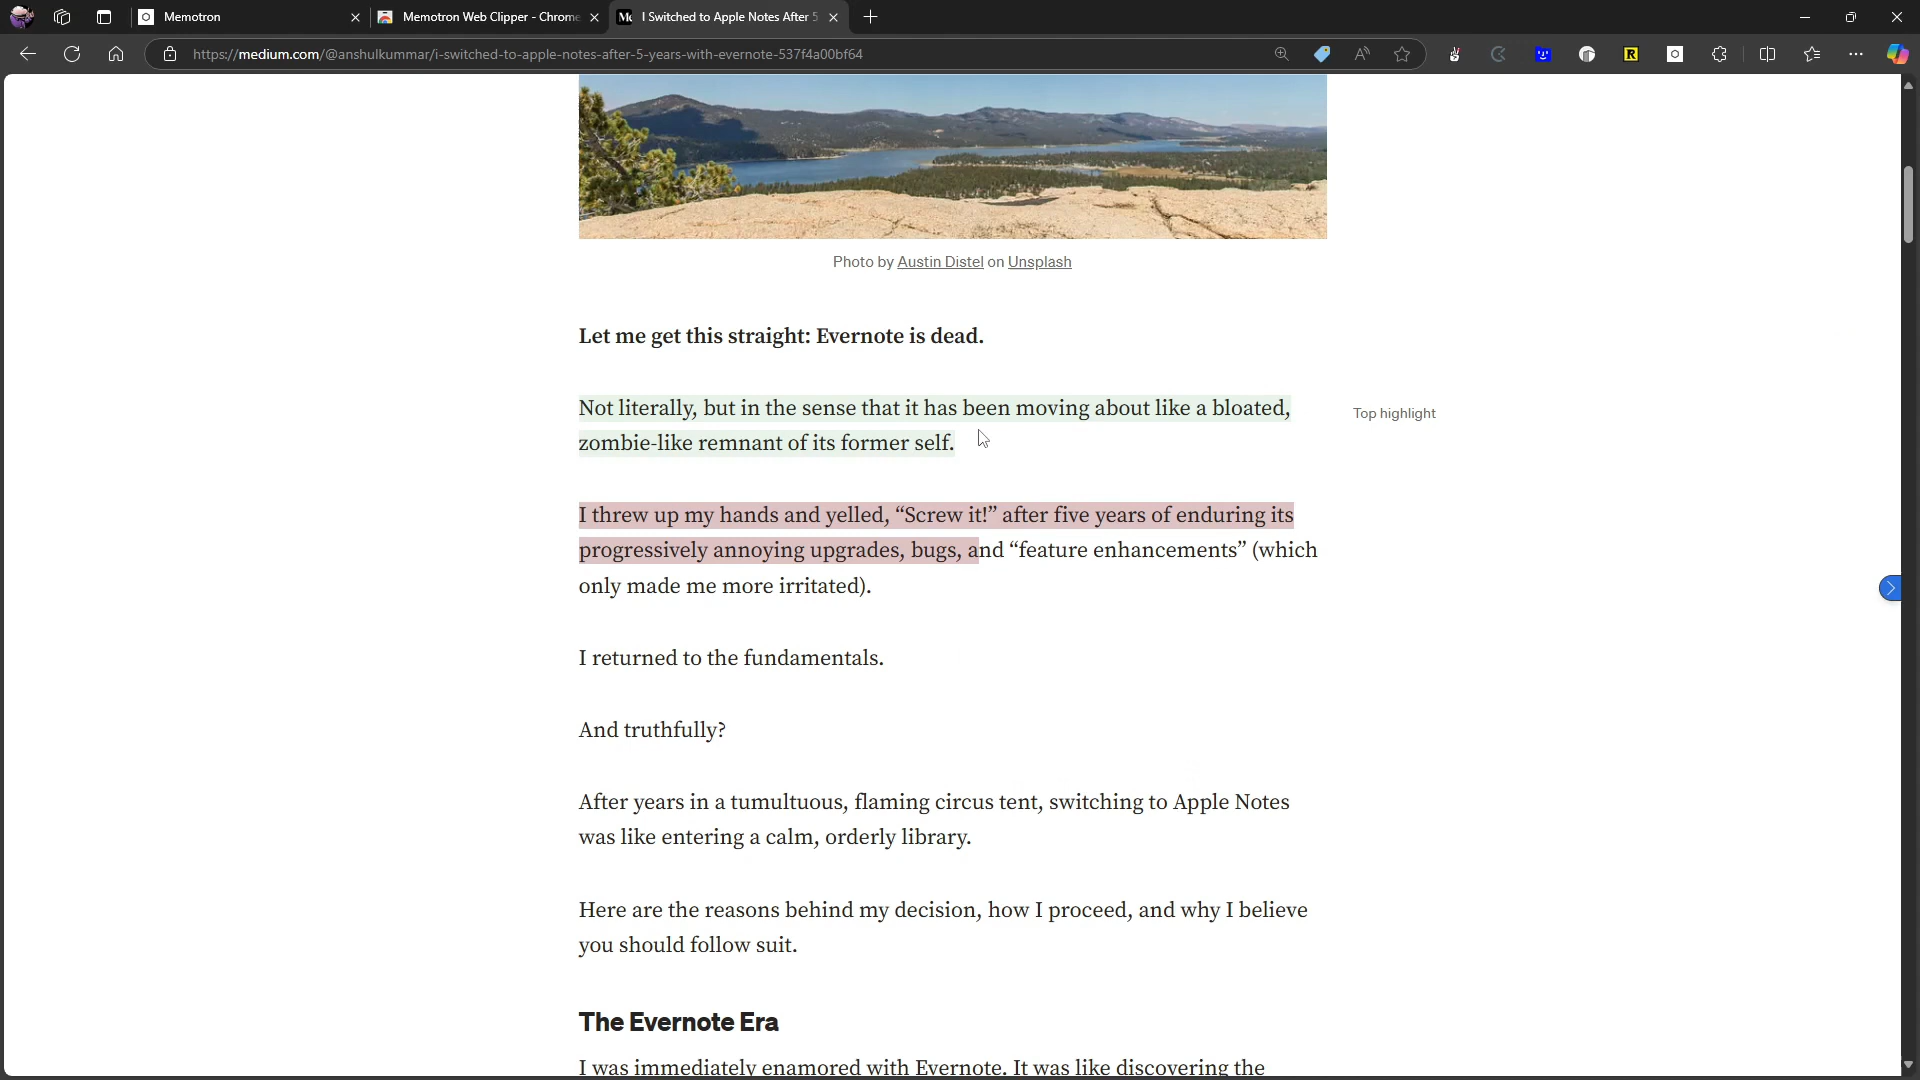 Memotron
Memotron Web Clipper - Chrome
I Switched to Apple Notes After 5
https://medium.com/@anshulkummar/i-switched-to-apple-notes-after-5-years-with-evernote-537f4a00bf64
Photo by Austin Distel on Unsplash
Let me get this straight: Evernote is dead.
Not literally, but in the sense that it has been moving about like a bloated,
zombie-like remnant of its former self.
Top highlight
I threw up my hands and yelled, “Screw it!” after five years of enduring its
progressively annoying upgrades, bugs, and “feature enhancements” (which
only made me more irritated).
I returned to the fundamentals.
And truthfully?
After years in a tumultuous, flaming circus tent, switching to Apple Notes
was like entering a calm, orderly library.
Here are the reasons behind my decision, how I proceed, and why I believe
you should follow suit.
The Evernote Era
I was immediately enamored with Evernote. It was like discovering the